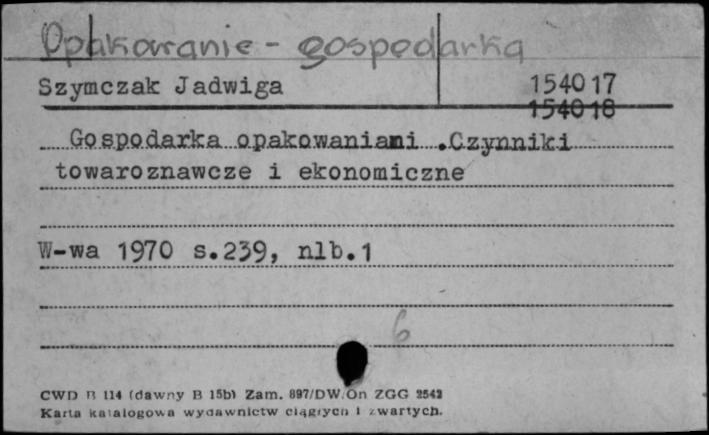 Opakowanie - gospodarka
Szymczak Jadwiga 154017
154018
Gospodarka opakowaniami .Czynniki
towaroznawcze i ekonomiczne
W-wa 1970 s.239, nlb.1
6
CWD B 114 (dawny B 15b) Zam. 897/DW/On ZGG 2542
Karta katalogowa wydawnictw ciągłych i zwartych.